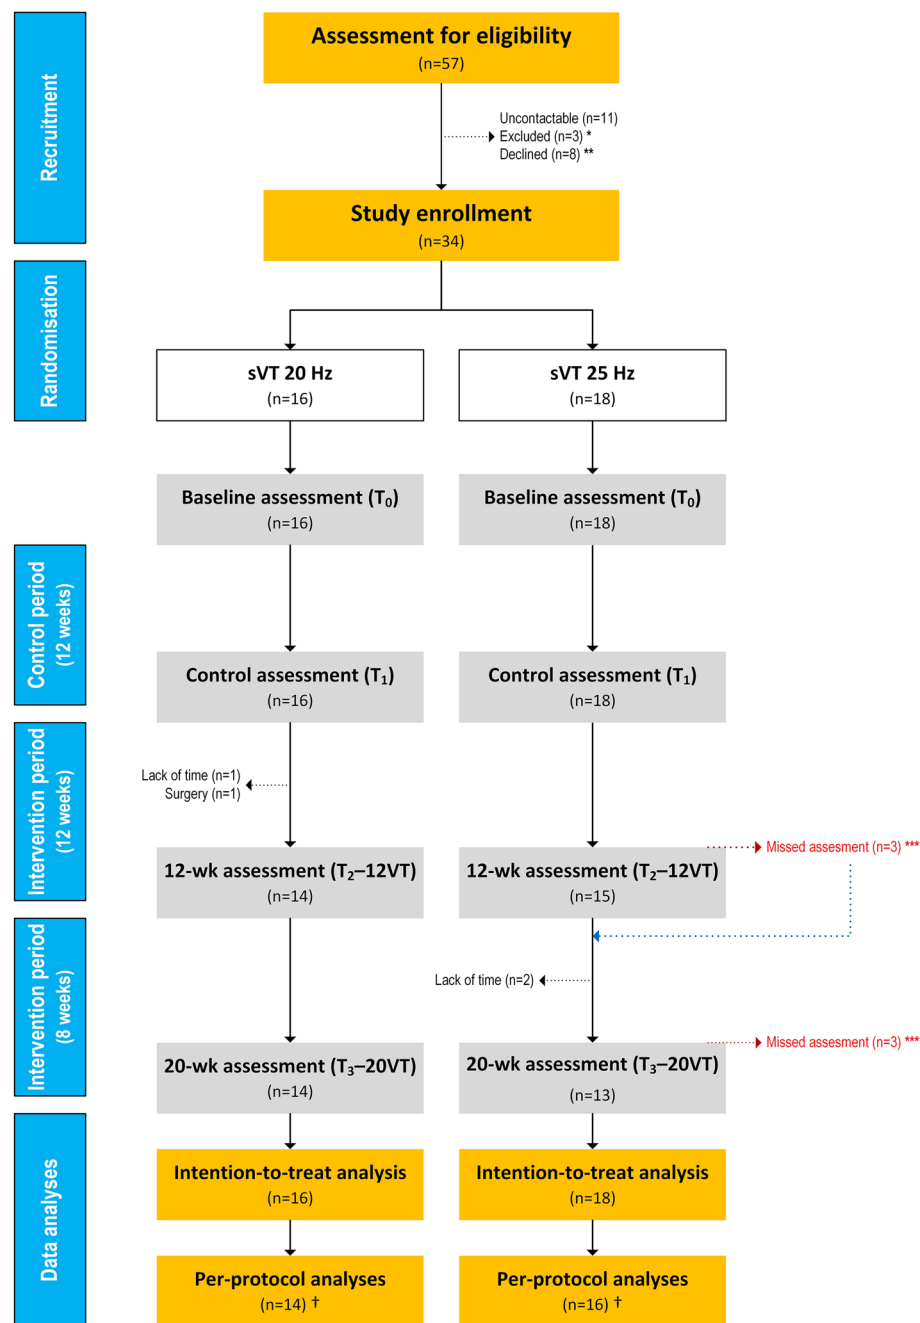 Recruitment
Assessment for eligibility
(n=57)
Uncontactable (n=11)
Excluded (n=3) *
Declined (n=8) **
Study enrollment
(n=34)
Randomisation
sVT 20 Hz
(n=16)
sVT 25 Hz
(n=18)
Baseline assessment (T0)
(n=16)
Baseline assessment (T0)
(n=18)
Control period
(12 weeks)
Control assessment (T1)
(n=16)
Control assessment (T1)
(n=18)
Intervention period
(12 weeks)
Lack of time (n=1)
Surgery (n=1)
12-wk assessment (T2–12VT)
(n=14)
12-wk assessment (T2–12VT)
(n=15)
Missed assesment (n=3) ***
Intervention period
(8 weeks)
Lack of time (n=2)
20-wk assessment (T3–20VT)
(n=14)
20-wk assessment (T3–20VT)
(n=13)
Missed assesment (n=3) ***
Data analyses
Intention-to-treat analysis
(n=16)
Intention-to-treat analysis
(n=18)
Per-protocol analyses
(n=14) †
Per-protocol analyses
(n=16) †